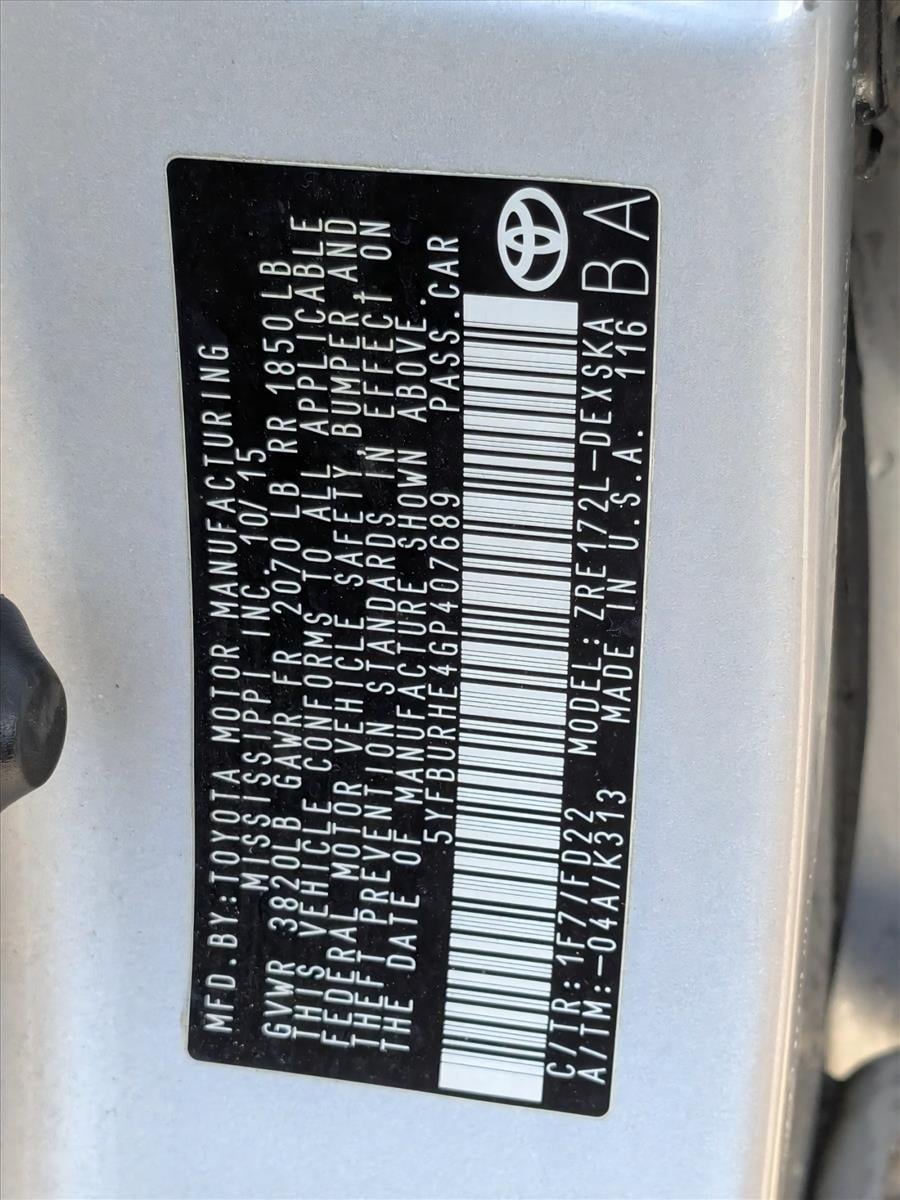 MFD.BY:TOYOTA MOTOR MANUFACTURING
MISSISSIPPI INC. 10/15
GVWR 3820LB GAWR FR 2070 LB RR 1850LB
THIS VEHICLE CONFORMS TO ALL APPLICABLE
FEDERAL MOTOR VEHICLE SAFETY, BUMPER, AND
THEFT PREVENTION STANDARDS IN EFFECT ON
THE DATE OF MANUFACTURE SHOWN ABOVE.
5YFBURHE4GP407689 PASS.CAR
C/TR: 1F7/FD22 MODEL: ZRE172L-DEXSKA
A/TM:-04A/K313 MADE IN U.S.A. 116 BA